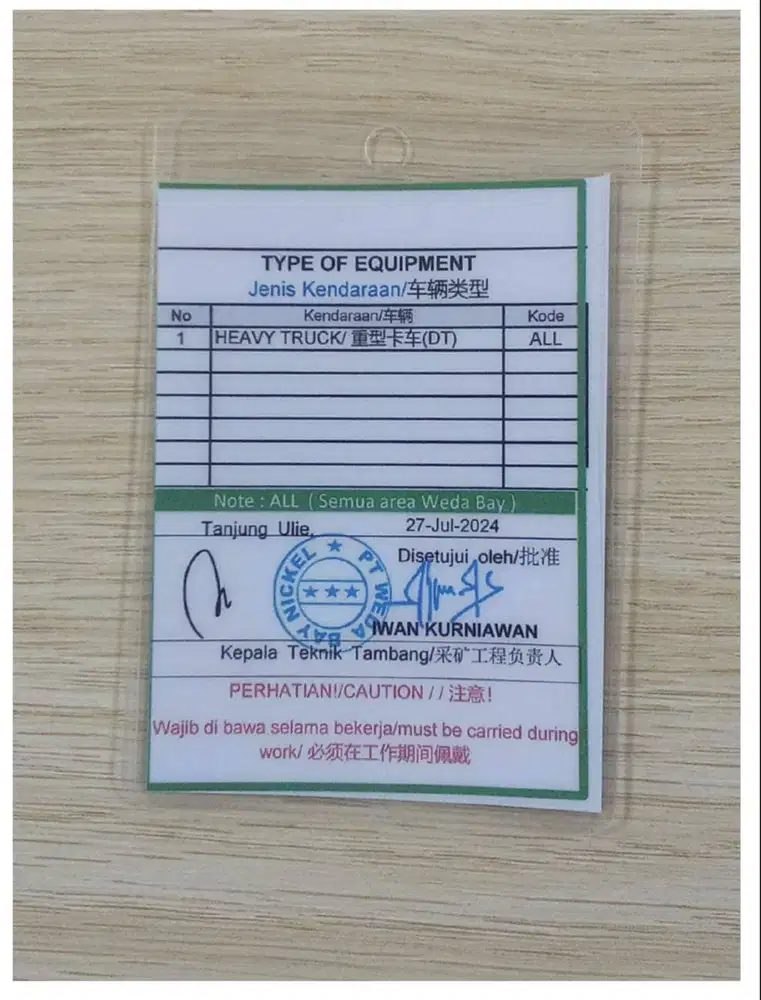 TYPE OF EQUIPMENT
Jenis Kendaraan/车辆类型
No Kendaraan/车辆 Kode
1 HEAVY TRUCK/ 重型卡车(DT) ALL
Note : ALL ( Semua area Weda Bay )
Tanjung Ulie, 27-Jul-2024
Disetujui oleh/批准
PT WEDA BAY NICKEL
IWAN KURNIAWAN
Kepala Teknik Tambang/采矿工程负责人
PERHATIAN!/CAUTION / / 注意!
Wajib di bawa selama bekerja/must be carried during
work/ 必须在工作期间佩戴